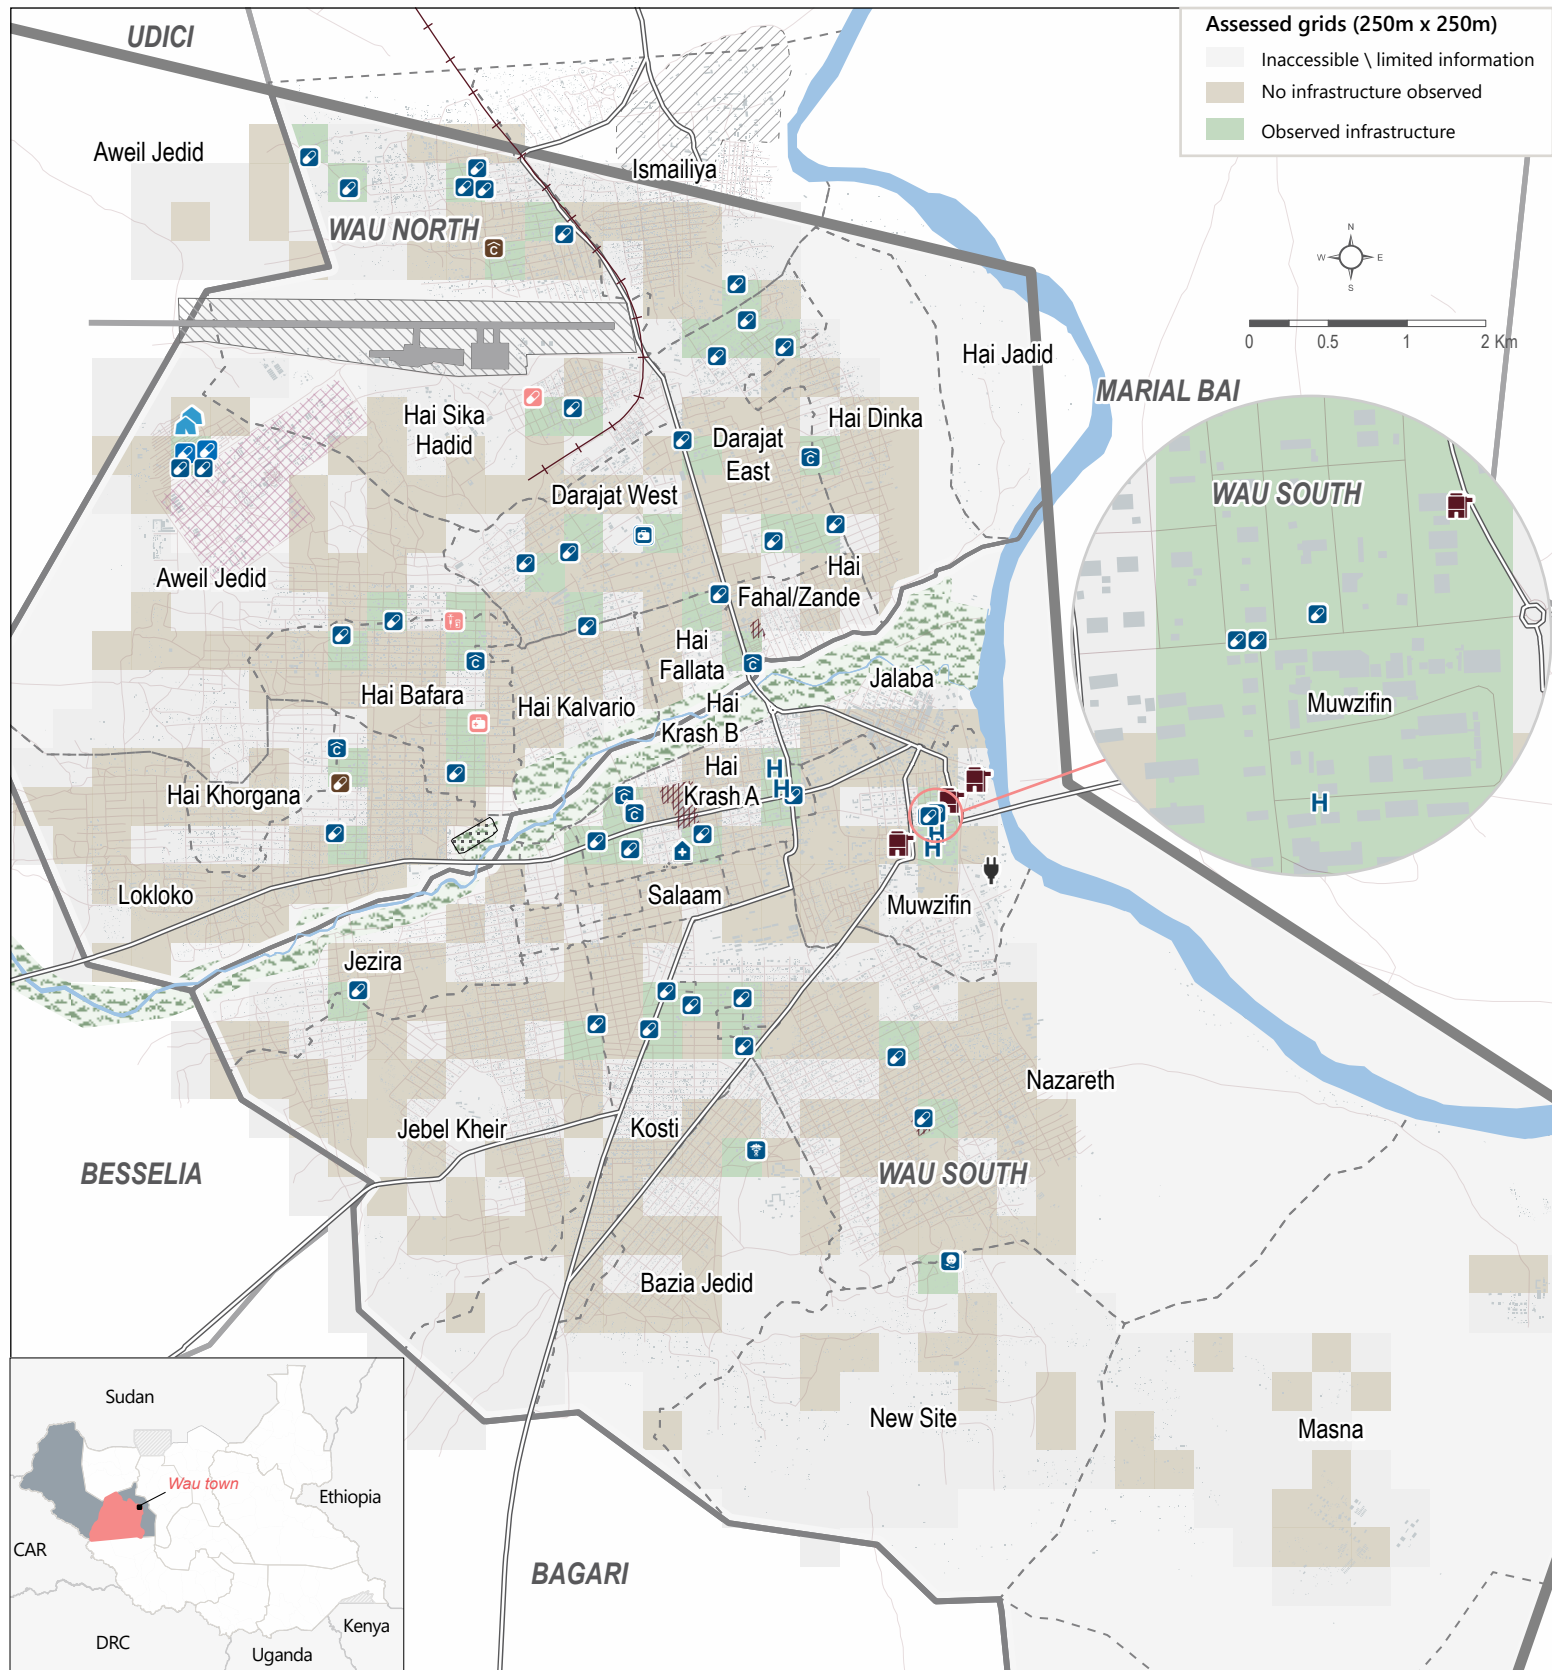 UDICI
Assessed grids (250m x 250m)
Inaccessible \ limited information
No infrastructure observed
Observed infrastructure
Aweil Jedid
Ismailiya
WAU NORTH
N
W
E
S
0
0.5
1
2 Km
Hai Jadid
MARIAL BAI
Hai Sika
Hadid
Hai Dinka
Darajat
East
C
C
Darajat West
WAU SOUTH
Aweil Jedid
Hai
Fahal/Zande
Hai
Fallata
C
C
Jalaba
Hai Bafara
Hai Kalvario
Hai
Krash B
Muwzifin
C
Hai
Krash A
H
H
Hai Khorgana
C
C
H
H
H
Lokloko
Salaam
Muwzifin
Jezira
Nazareth
Jebel Kheir
Kosti
BESSELIA
WAU SOUTH
Bazia Jedid
New Site
Masna
Sudan
Wau town
Ethiopia
CAR
BAGARI
Kenya
DRC
Uganda